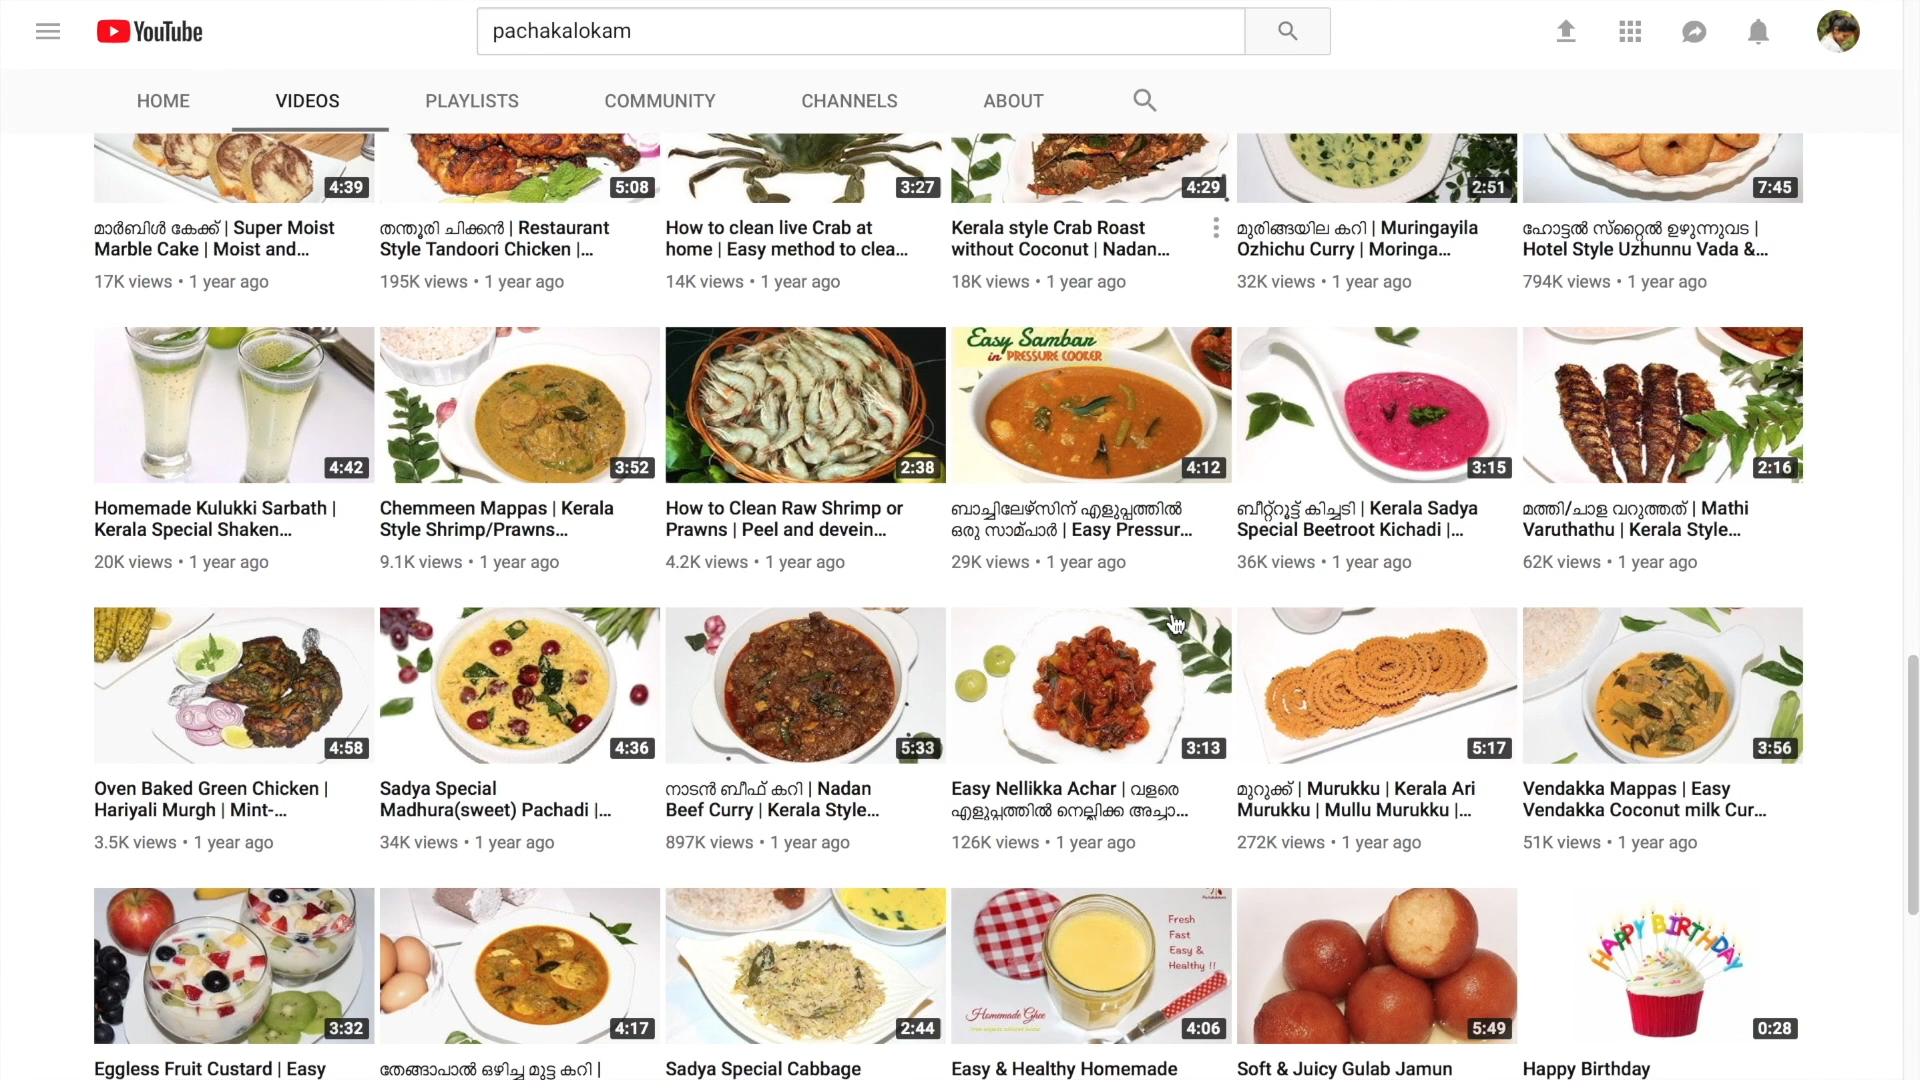 YouTube
pachakalokam
HOME VIDEOS PLAYLISTS COMMUNITY CHANNELS ABOUT
4:39 5:08 3:27 4:29 2:51 7:45
മാർബിൾ കേക്ക് | Super Moist
Marble Cake | Moist and...
17K views • 1 year ago
തന്തൂരി ചിക്കൻ | Restaurant
Style Tandoori Chicken |...
195K views • 1 year ago
How to clean live Crab at
home | Easy method to clea...
14K views • 1 year ago
Kerala style Crab Roast
without Coconut | Nadan...
18K views • 1 year ago
മുരിങ്ങയില കറി | Muringayila
Ozhichu Curry | Moringa...
32K views • 1 year ago
ഹോട്ടൽ സ്റ്റൈൽ ഉഴുന്നുവട |
Hotel Style Uzhunnu Vada &...
794K views • 1 year ago
Easy Sambar
in PRESSURE COOKER
4:42 3:52 2:38 4:12 3:15 2:16
Homemade Kulukki Sarbath |
Kerala Special Shaken...
20K views • 1 year ago
Chemmeen Mappas | Kerala
Style Shrimp/Prawns...
9.1K views • 1 year ago
How to Clean Raw Shrimp or
Prawns | Peel and devein...
4.2K views • 1 year ago
ബാച്ചിലേഴ്സിന് എളുപ്പത്തിൽ
ഒരു സാമ്പാർ | Easy Pressur...
29K views • 1 year ago
ബീറ്റ്റൂട്ട് കിച്ചടി | Kerala Sadya
Special Beetroot Kichadi |...
36K views • 1 year ago
മത്തി/ചാള വറുത്തത് | Mathi
Varuthathu | Kerala Style...
62K views • 1 year ago
4:58 4:36 5:33 3:13 5:17 3:56
Oven Baked Green Chicken |
Hariyali Murgh | Mint-...
3.5K views • 1 year ago
Sadya Special
Madhura(sweet) Pachadi |...
34K views • 1 year ago
നാടൻ ബീഫ് കറി | Nadan
Beef Curry | Kerala Style...
897K views • 1 year ago
Easy Nellikka Achar | വളരെ
എളുപ്പത്തിൽ നെല്ലിക്ക അച്ചാ...
126K views • 1 year ago
മുറുക്ക് | Murukku | Kerala Ari
Murukku | Mullu Murukku |...
272K views • 1 year ago
Vendakka Mappas | Easy
Vendakka Coconut milk Cur...
51K views • 1 year ago
Fresh
Fast
Easy &
Healthy !!
Homemade Ghee
HAPPY BIRTHDAY
3:32 4:17 2:44 4:06 5:49 0:28
Eggless Fruit Custard | Easy
തേങ്ങാപാൽ ഒഴിച്ച മുട്ട കറി |
Sadya Special Cabbage
Easy & Healthy Homemade
Soft & Juicy Gulab Jamun
Happy Birthday